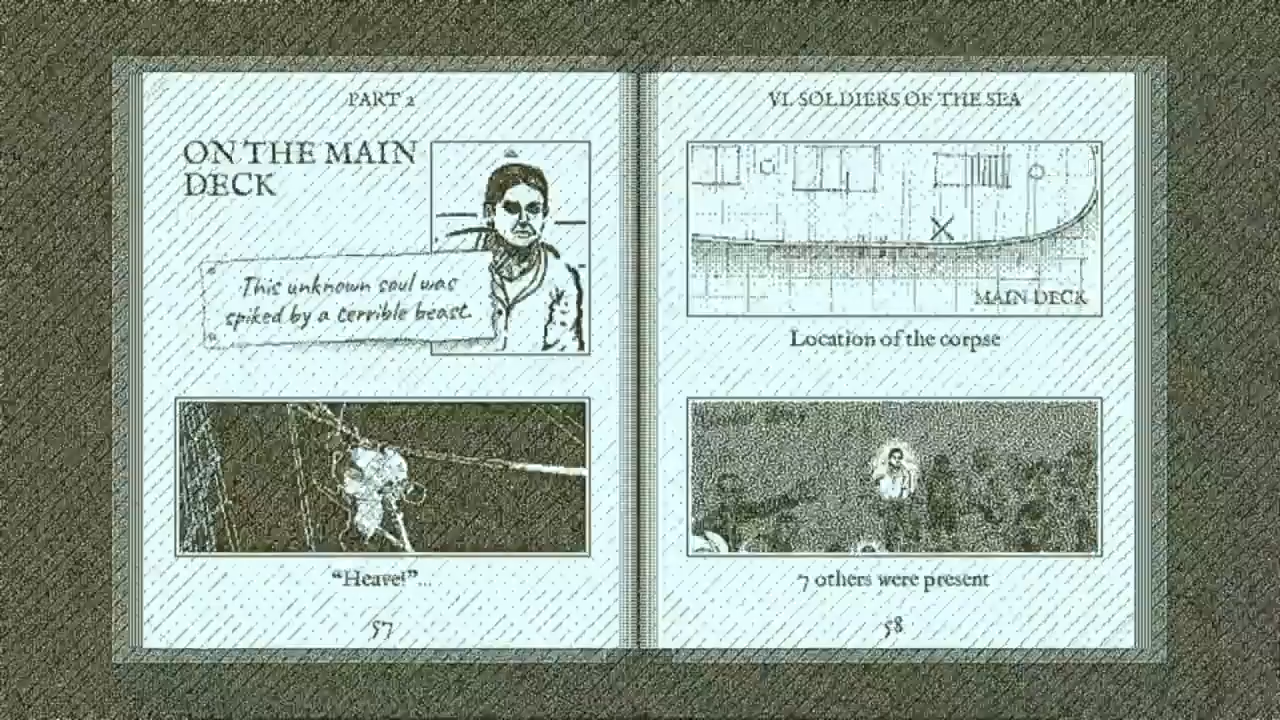 PART 2
ON THE MAIN
DECK
This unknown soul was
spiked by a terrible beast.
"Heave!"...
57
VI. SOLDIERS OF THE SEA
MAIN DECK
Location of the corpse
7 others were present
58